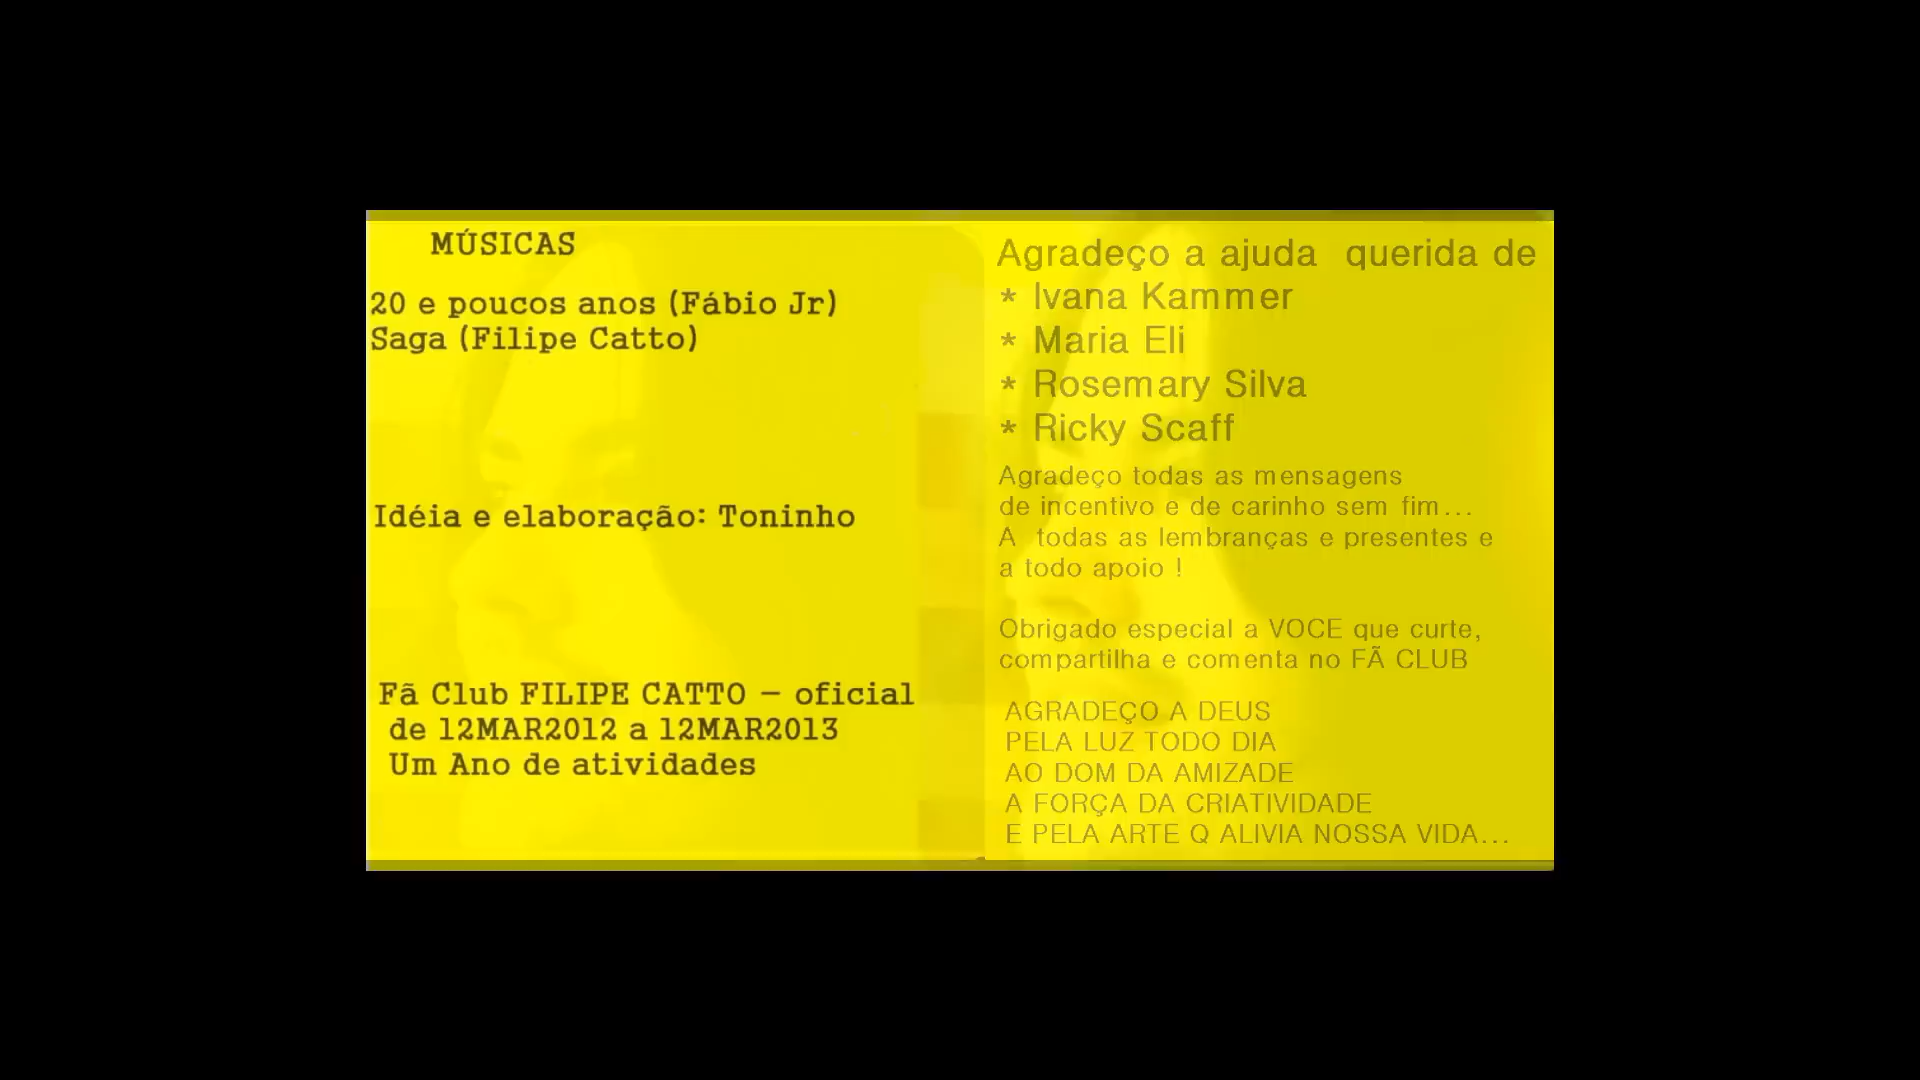 MÚSICAS
20 e poucos anos (Fábio Jr)
Saga (Filipe Catto)
Idéia e elaboração: Toninho
Fã Club FILIPE CATTO – oficial
de 12MAR2012 a 12MAR2013
Um Ano de atividades
Agradeço a ajuda querida de
* Ivana Kammer
* Maria Eli
* Rosemary Silva
* Ricky Scaff
Agradeço todas as mensagens
de incentivo e de carinho sem fim...
A todas as lembranças e presentes e
a todo apoio !
Obrigado especial a VOCE que curte,
compartilha e comenta no FÃ CLUB
AGRADEÇO A DEUS
PELA LUZ TODO DIA
AO DOM DA AMIZADE
A FORÇA DA CRIATIVIDADE
E PELA ARTE Q ALIVIA NOSSA VIDA...